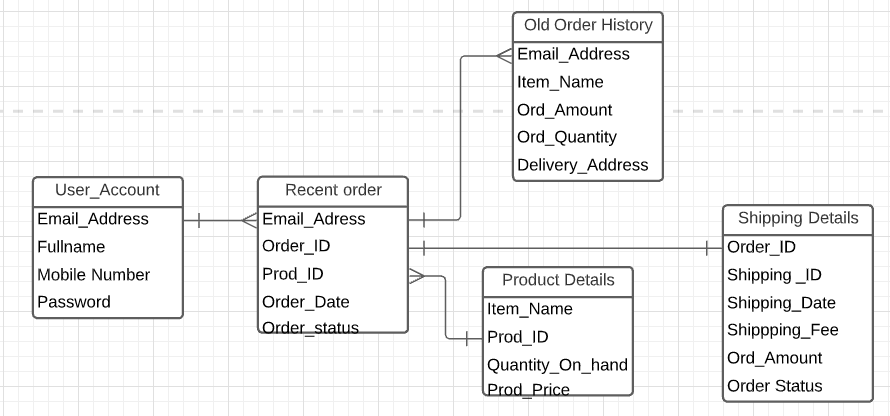 Old Order History
Email_Address
Item_Name
Ord_Amount
Ord_Quantity
Delivery_Address
User_Account
Email_Address
Fullname
Mobile Number
Password
Recent order
Email_Adress
Order_ID
Prod_ID
Order_Date
Order_status
Product Details
Item_Name
Prod_ID
Quantity_On_hand
Prod_Price
Shipping Details
Order_ID
Shipping _ID
Shipping_Date
Shippping_Fee
Ord_Amount
Order Status